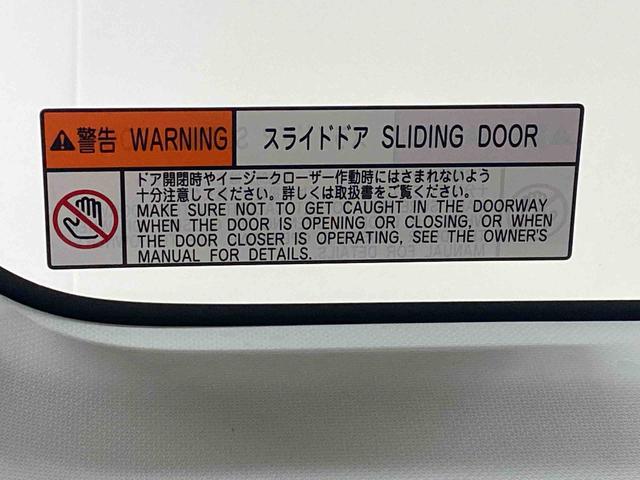 警告 WARNING スライドドア SLIDING DOOR
ドア開閉時やイージークローザー作動時にはさまれないよう
十分注意してください。詳しくは取扱書をご覧ください。
MAKE SURE NOT TO GET CAUGHT IN THE DOORWAY
WHEN THE DOOR IS OPENING OR CLOSING, OR WHEN
THE DOOR CLOSER IS OPERATING, SEE THE OWNER'S
MANUAL FOR DETAILS.